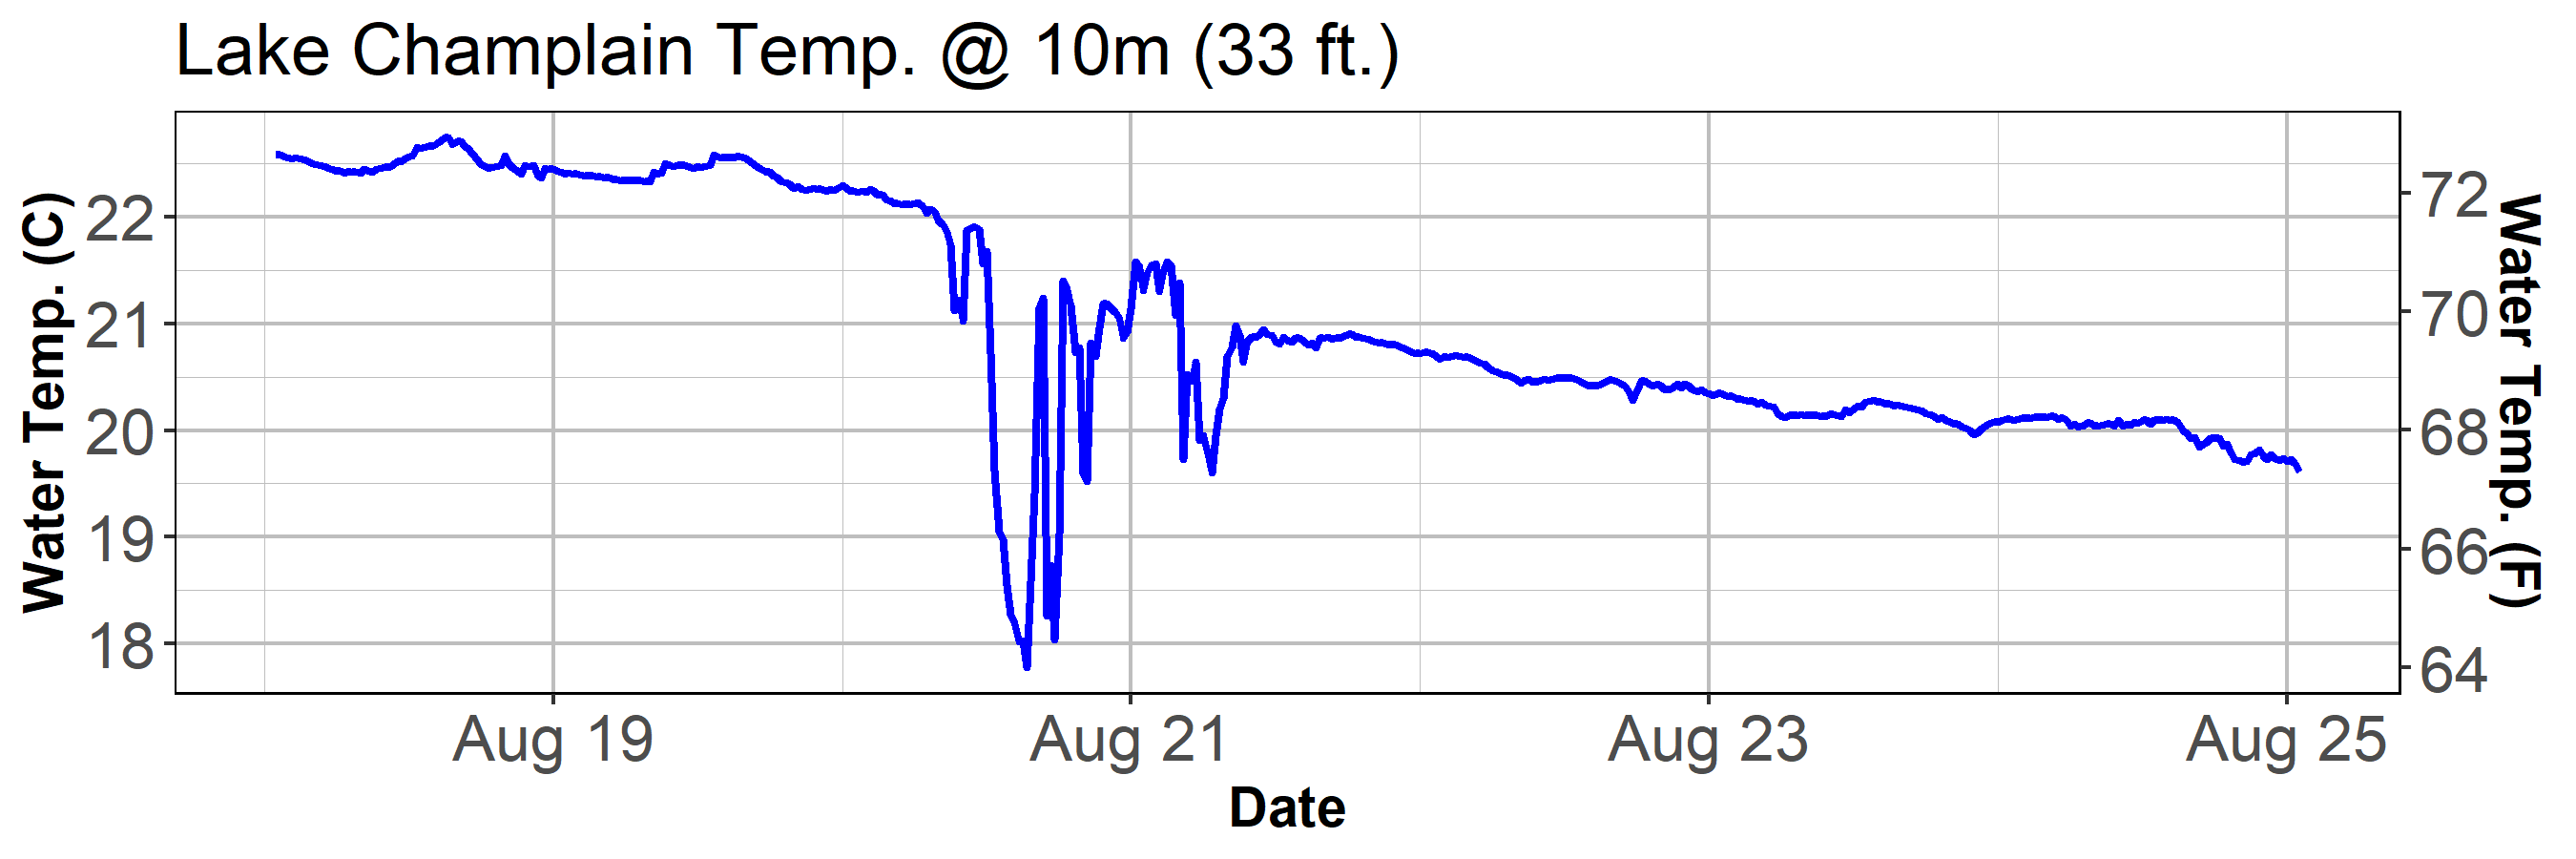 Lake Champlain Temp. @ 10m (33 ft.)
Water Temp. (C)
22
21
20
19
18
72
70
68
66
64
Water Temp. (F)
Aug 19
Aug 21
Aug 23
Aug 25
Date